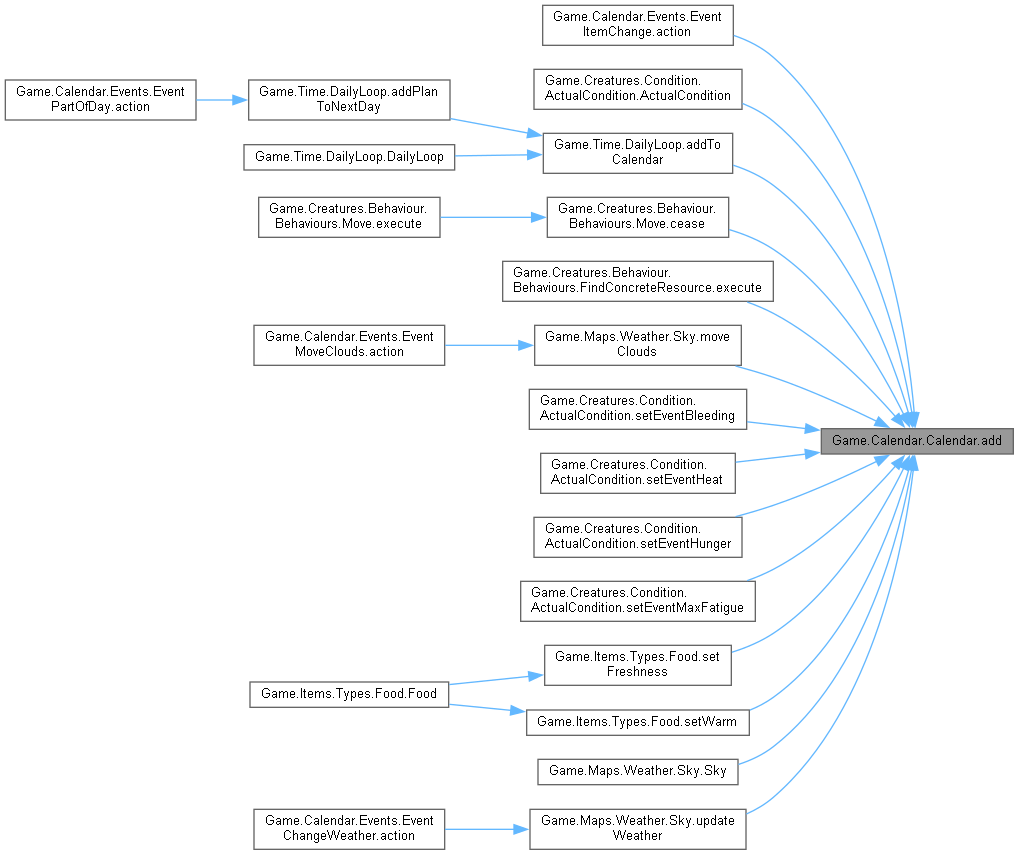 Game.Calendar.Events.Event
ItemChange.action
Game.Creatures.Condition.
ActualCondition.ActualCondition
Game.Calendar.Events.Event
PartOfDay.action
Game.Time.DailyLoop.addPlan
ToNextDay
Game.Time.DailyLoop.addTo
Calendar
Game.Time.DailyLoop.DailyLoop
Game.Creatures.Behaviour.
Behaviours.Move.execute
Game.Creatures.Behaviour.
Behaviours.Move.cease
Game.Creatures.Behaviour.
Behaviours.FindConcreteResource.execute
Game.Calendar.Events.Event
MoveClouds.action
Game.Maps.Weather.Sky.move
Clouds
Game.Creatures.Condition.
ActualCondition.setEventBleeding
Game.Calendar.Calendar.add
Game.Creatures.Condition.
ActualCondition.setEventHeat
Game.Creatures.Condition.
ActualCondition.setEventHunger
Game.Creatures.Condition.
ActualCondition.setEventMaxFatigue
Game.Items.Types.Food.set
Freshness
Game.Items.Types.Food.Food
Game.Items.Types.Food.setWarm
Game.Maps.Weather.Sky.Sky
Game.Calendar.Events.Event
ChangeWeather.action
Game.Maps.Weather.Sky.update
Weather